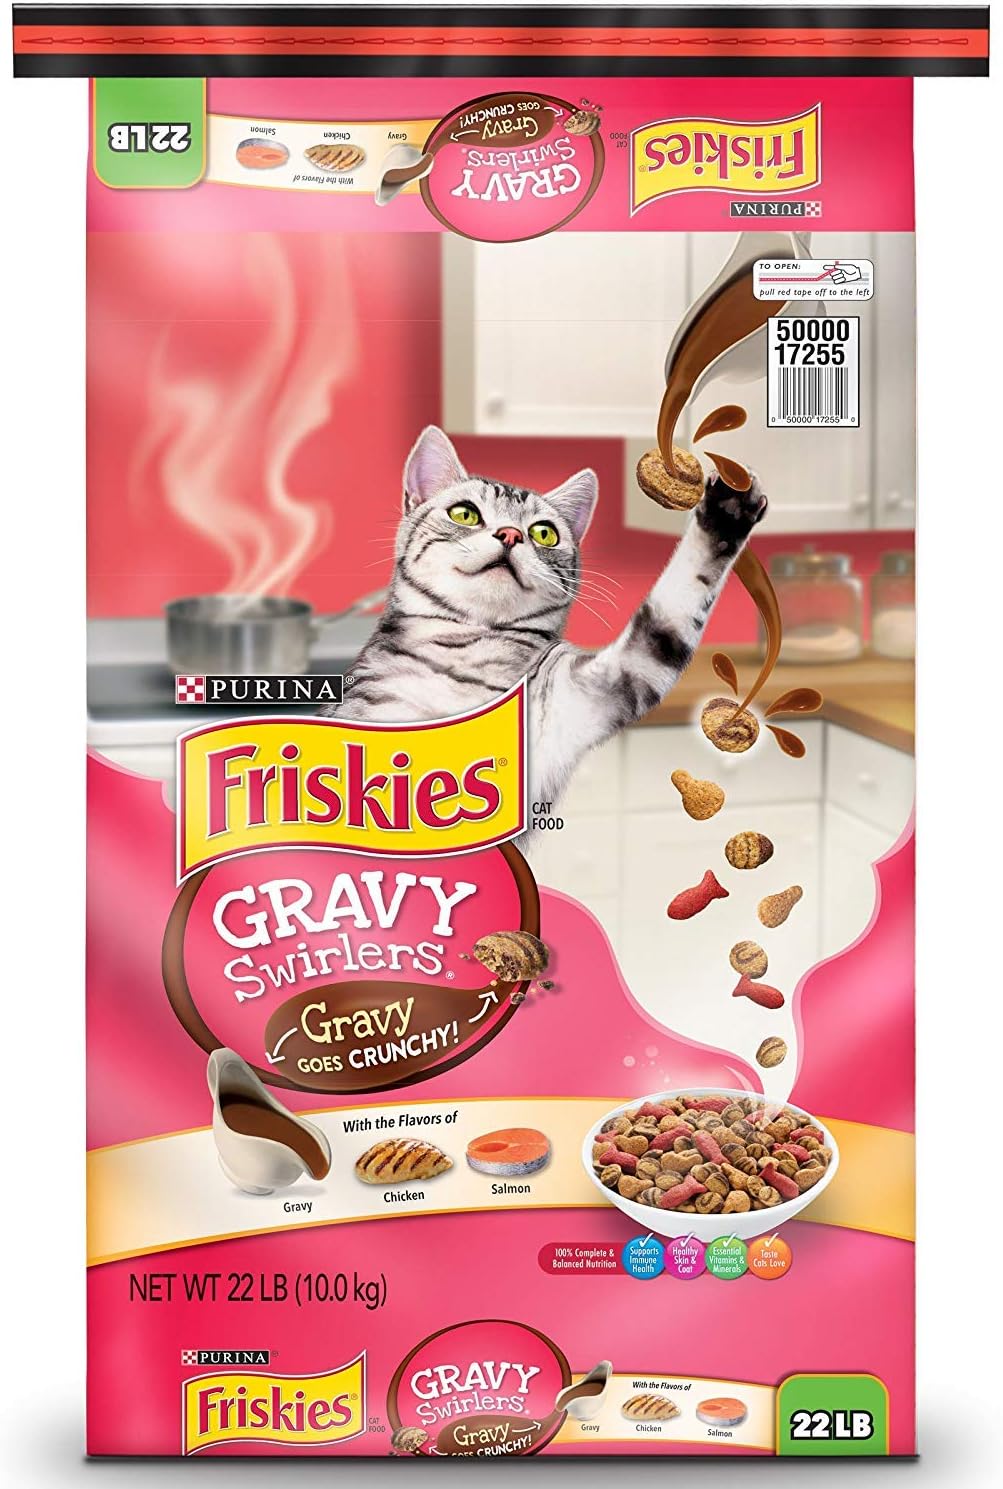 22 LB
Salmon
Chicken
Gravy
With the Flavors of
GRAVY
Swirlers®
Gravy
GOES CRUNCHY!
PURINA®
Friskies®
CAT
FOOD
TO OPEN:
pull red tape off to the left
50000
17255
0 50000 17255 0
PURINA®
Friskies®
CAT
FOOD
GRAVY
Swirlers®
Gravy
GOES CRUNCHY!
With the Flavors of
Gravy
Chicken
Salmon
100% Complete &
Balanced Nutrition
Supports
Immune
Health
Healthy
Skin &
Coat
Essential
Vitamins &
Minerals
Taste
Cats Love
NET WT 22 LB (10.0 kg)
PURINA®
Friskies®
CAT
FOOD
GRAVY
Swirlers®
Gravy
GOES CRUNCHY!
With the Flavors of
Gravy
Chicken
Salmon
22 LB